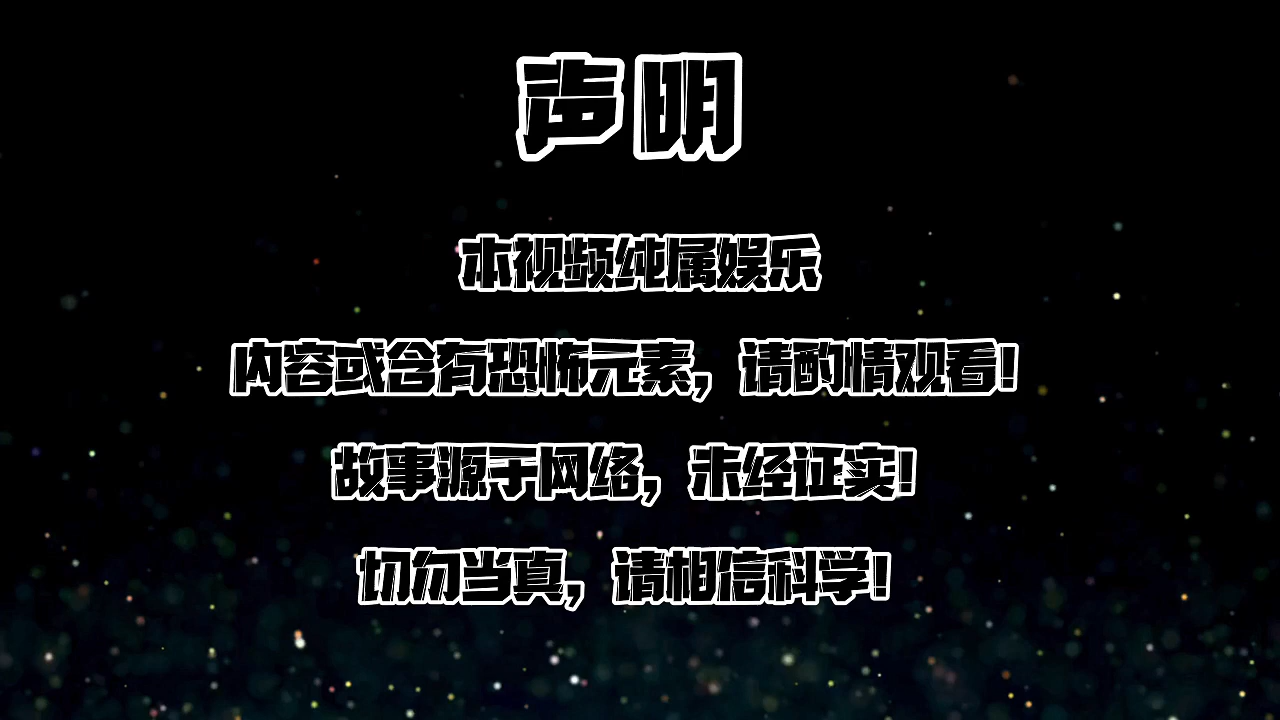 声明
本视频纯属娱乐
内容或含有恐怖元素，请酌情观看！
故事源于网络，未经证实！
切勿当真，请相信科学！